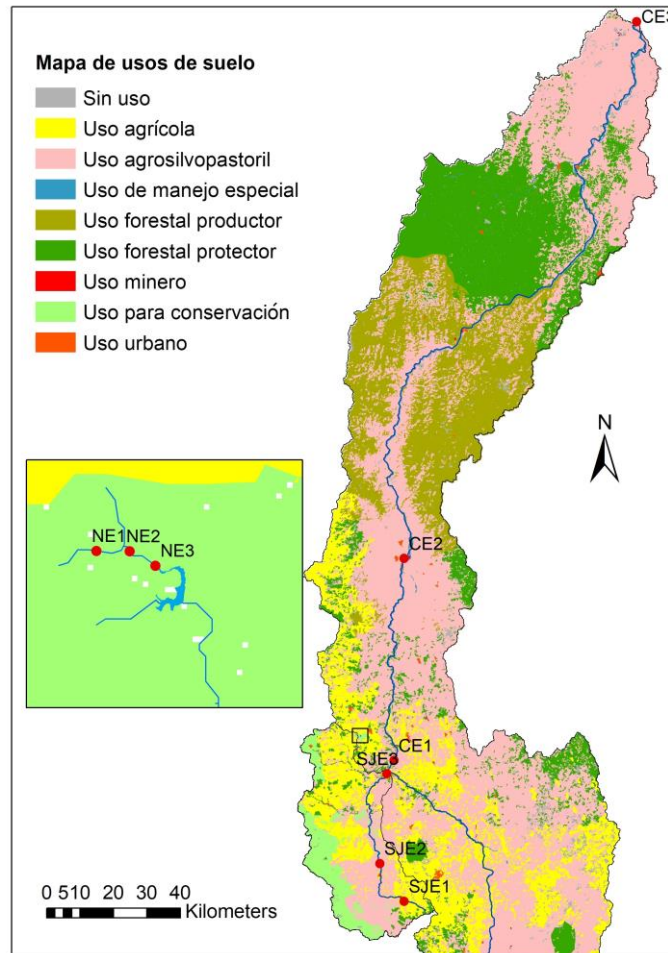 CE3
Mapa de usos de suelo
Sin uso
Uso agrícola
Uso agrosilvopastoril
Uso de manejo especial
Uso forestal productor
Uso forestal protector
Uso minero
Uso para conservación
Uso urbano
N
NE1 NE2
NE3
CE2
CE1
SJE3
SJE2
SJE1
0 5 10 20 30 40
Kilometers